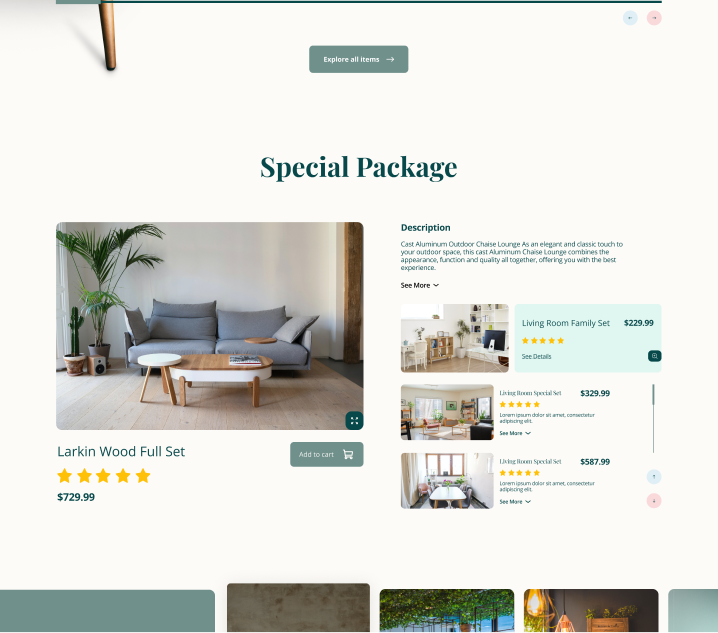 Explore all items
Special Package
Description
Cast Aluminum Outdoor Chaise Lounge As an elegant and classic touch to
your outdoor space, this cast Aluminum Chaise Lounge combines the
appearance, function and quality all together, offering you with the best
experience.
See More
Living Room Family Set $229.99
See Details
Living Room Special Set $329.99
Lorem ipsum dolor sit amet, consectetur
adipiscing elit.
See More
Living Room Special Set $587.99
Lorem ipsum dolor sit amet, consectetur
adipiscing elit.
See More
Larkin Wood Full Set
Add to cart
$729.99